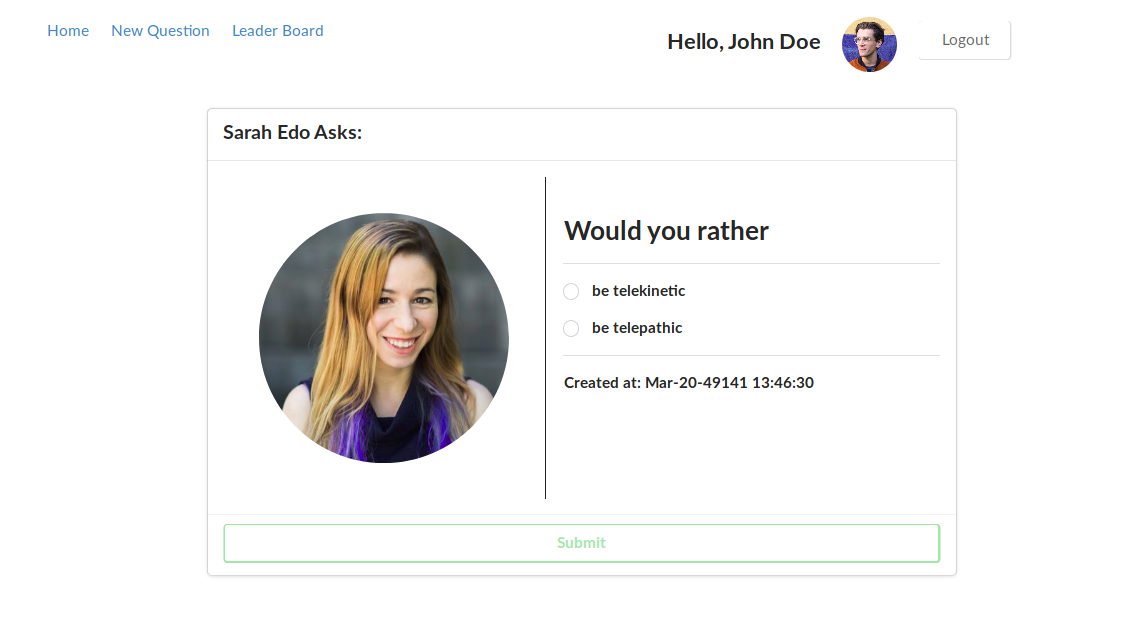 Home New Question Leader Board
Hello, John Doe
Logout
Sarah Edo Asks:
Would you rather
be telekinetic
be telepathic
Created at: Mar-20-49141 13:46:30
Submit